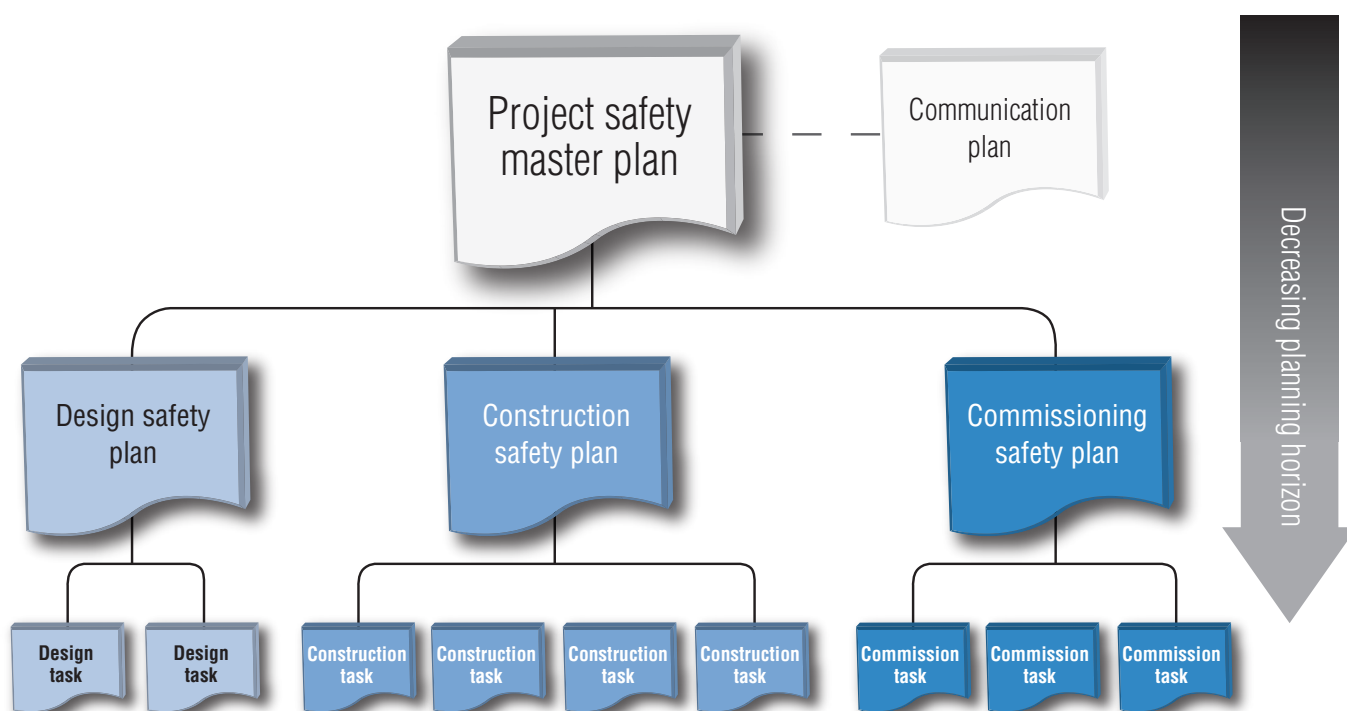 Project safety
master plan
Communication
plan
Decreasing planning horizon
Design safety
plan
Construction
safety plan
Commissioning
safety plan
Design
task
Design
task
Construction
task
Construction
task
Construction
task
Construction
task
Commission
task
Commission
task
Commission
task